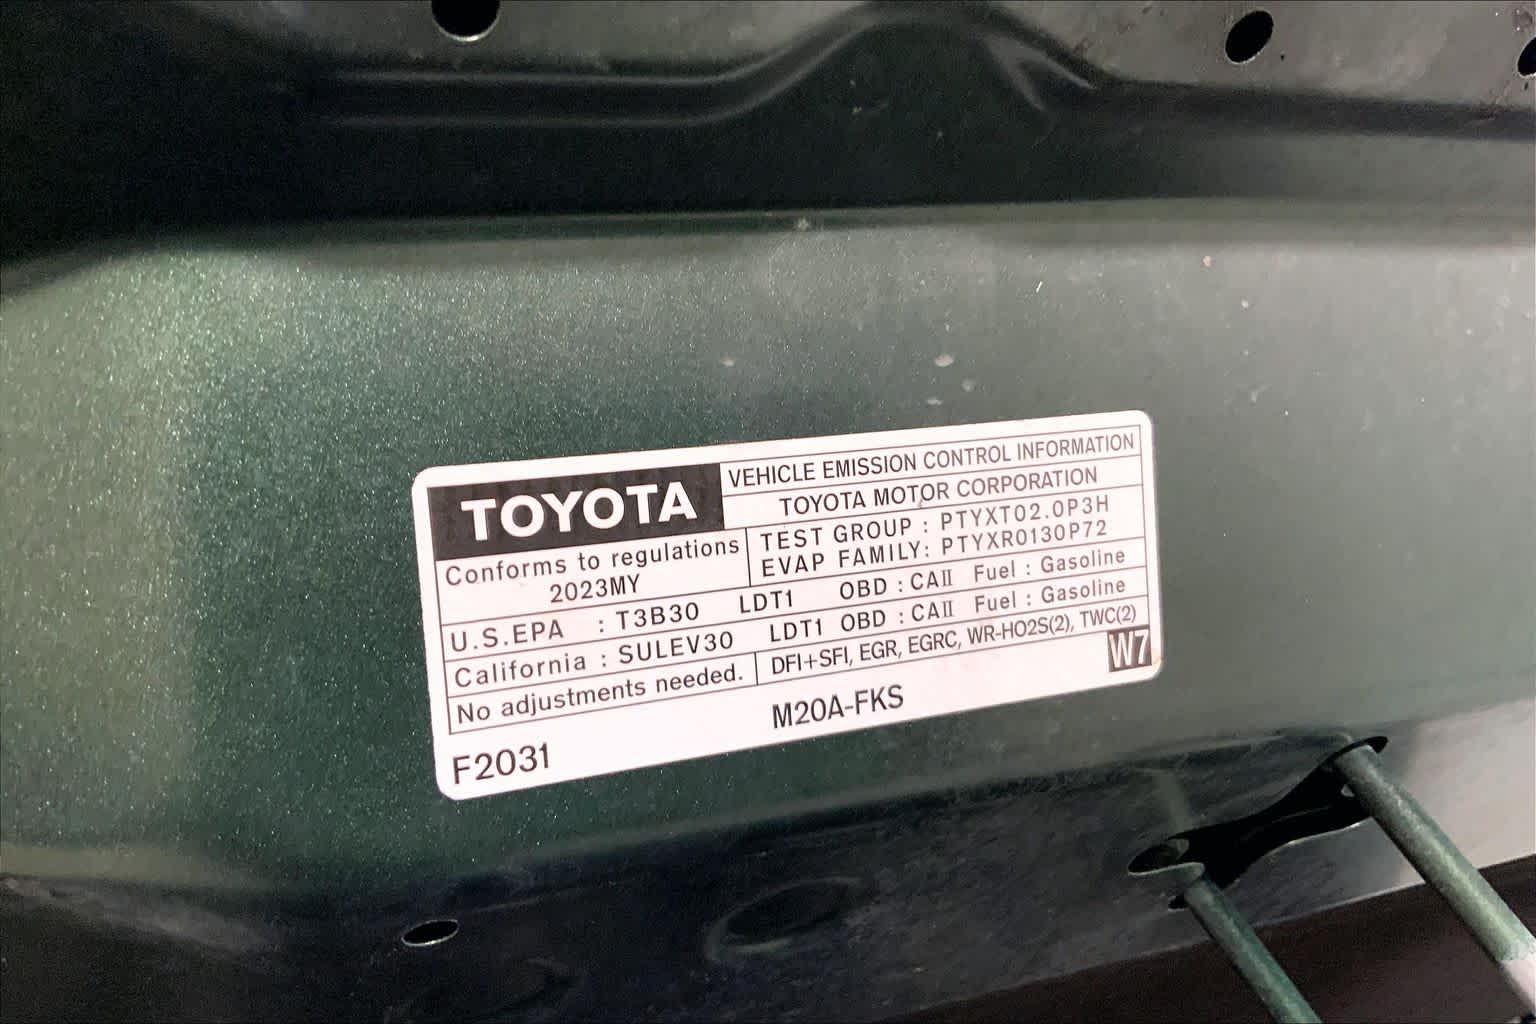 TOYOTA
VEHICLE EMISSION CONTROL INFORMATION
TOYOTA MOTOR CORPORATION
Conforms to regulations
2023MY
TEST GROUP : PTYXT02.0P3H
EVAP FAMILY: PTYXR0130P72
U.S.EPA : T3B30 LDT1 OBD : CAII Fuel : Gasoline
California : SULEV30 LDT1 OBD : CAII Fuel : Gasoline
No adjustments needed.
DFI+SFI, EGR, EGRC, WR-HO2S(2), TWC(2)
W7
M20A-FKS
F2031